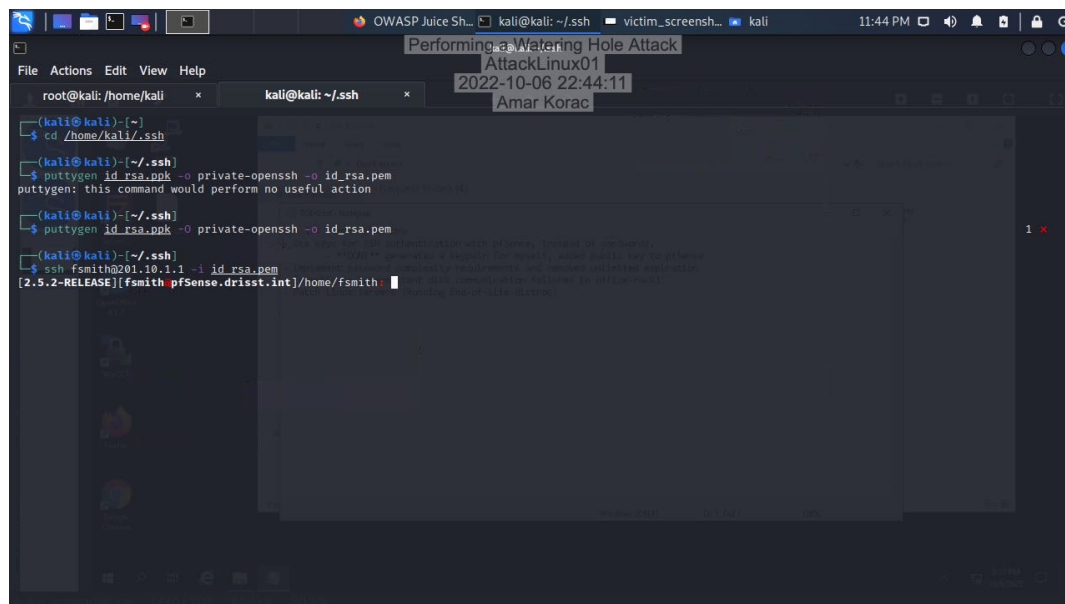 OWASP Juice Sh... kali@kali: ~/.ssh victim_screensh... kali 11:44 PM
Performing a Watering Hole Attack
AttackLinux01
2022-10-06 22:44:11
Amar Korac
File Actions Edit View Help
root@kali: /home/kali × kali@kali: ~/.ssh ×
┌──(kali㉿kali)-[~]
└─$ cd /home/kali/.ssh
┌──(kali㉿kali)-[~/.ssh]
└─$ puttygen id_rsa.ppk -o private-openssh -o id_rsa.pem
puttygen: this command would perform no useful action
┌──(kali㉿kali)-[~/.ssh]
└─$ puttygen id_rsa.ppk -O private-openssh -o id_rsa.pem
1 ×
┌──(kali㉿kali)-[~/.ssh]
└─$ ssh fsmith@201.10.1.1 -i id_rsa.pem
[2.5.2-RELEASE][fsmith@pfSense.drisst.int]/home/fsmith: